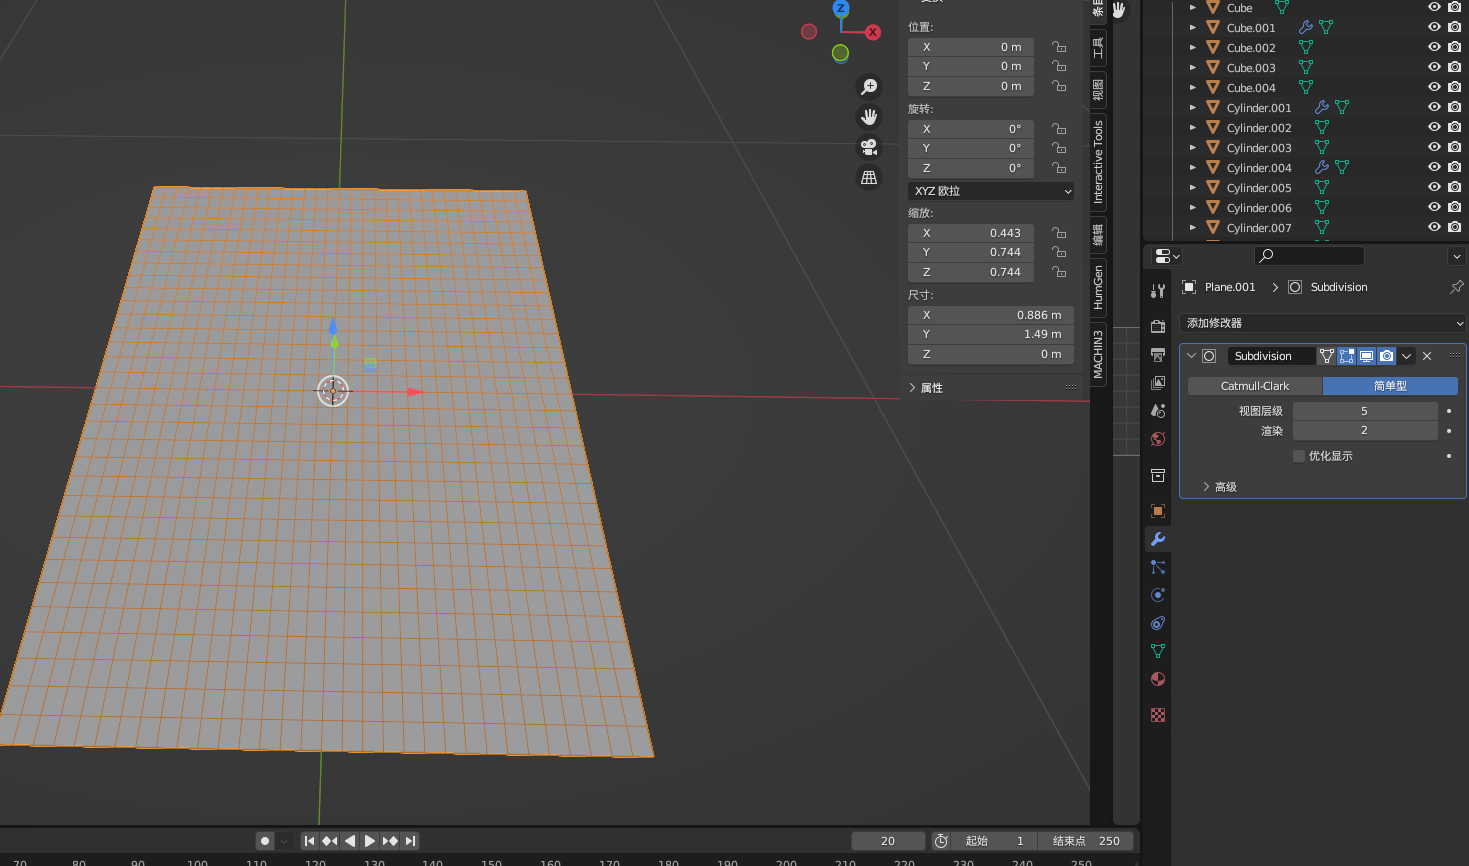 Z
X
位置:
X 0 m
Y 0 m
Z 0 m
旋转:
X 0°
Y 0°
Z 0°
XYZ 欧拉
缩放:
X 0.443
Y 0.744
Z 0.744
尺寸:
X 0.886 m
Y 1.49 m
Z 0 m
属性
工具
视图
Interactive Tools
编辑
HumGen
MACHIN3
Cube
Cube.001
Cube.002
Cube.003
Cube.004
Cylinder.001
Cylinder.002
Cylinder.003
Cylinder.004
Cylinder.005
Cylinder.006
Cylinder.007
Plane.001 Subdivision
添加修改器
Subdivision
Catmull-Clark 简单型
视图层级 5
渲染 2
优化显示
高级
20 起始 1 结束点 250
70 80 90 100 110 120 130 140 150 160 170 180 190 200 210 220 230 240 250